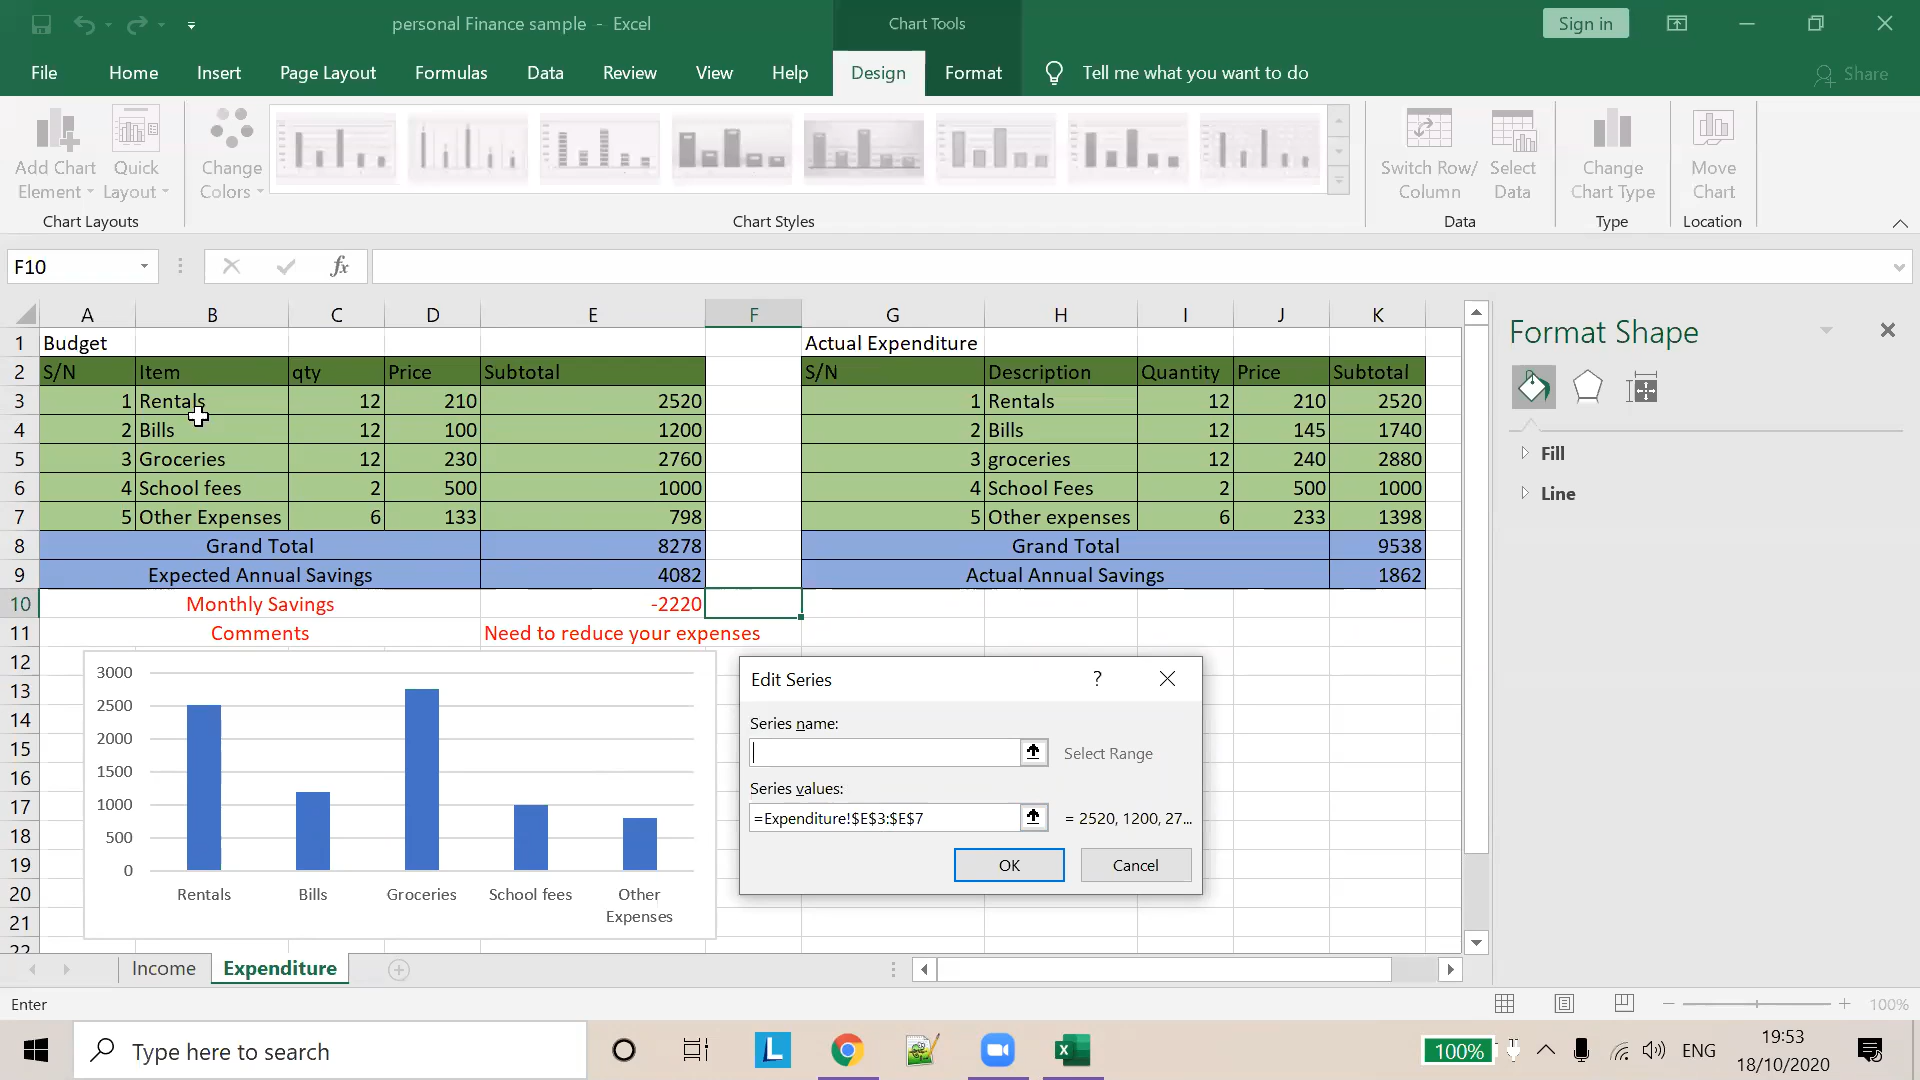 personal Finance sample - Excel
Chart Tools
Sign in
File Home Insert Page Layout Formulas Data Review View Help Design Format Tell me what you want to do Share
Add Chart Element
Quick Layout
Change Colors
Switch Row/ Column
Select Data
Change Chart Type
Move Chart
Chart Layouts
Chart Styles
Data
Type
Location
F10
fx
A B C D E F G H I J K
1 Budget Actual Expenditure
2 S/N Item qty Price Subtotal S/N Description Quantity Price Subtotal
3 1 Rentals 12 210 2520 1 Rentals 12 210 2520
4 2 Bills 12 100 1200 2 Bills 12 145 1740
5 3 Groceries 12 230 2760 3 groceries 12 240 2880
6 4 School fees 2 500 1000 4 School Fees 2 500 1000
7 5 Other Expenses 6 133 798 5 Other expenses 6 233 1398
8 Grand Total 8278 Grand Total 9538
9 Expected Annual Savings 4082 Actual Annual Savings 1862
10 Monthly Savings -2220
11 Comments Need to reduce your expenses
12
13
14
15
16
17
18
19
20
21
22
3000
2500
2000
1500
1000
500
0
Rentals Bills Groceries School fees Other
Expenses
Edit Series ?
Series name:
Select Range
Series values:
=Expenditure!$E$3:$E$7 = 2520, 1200, 27...
OK Cancel
Format Shape
Fill
Line
Income Expenditure
Enter
100%
Type here to search
L
100%
ENG
19:53
18/10/2020